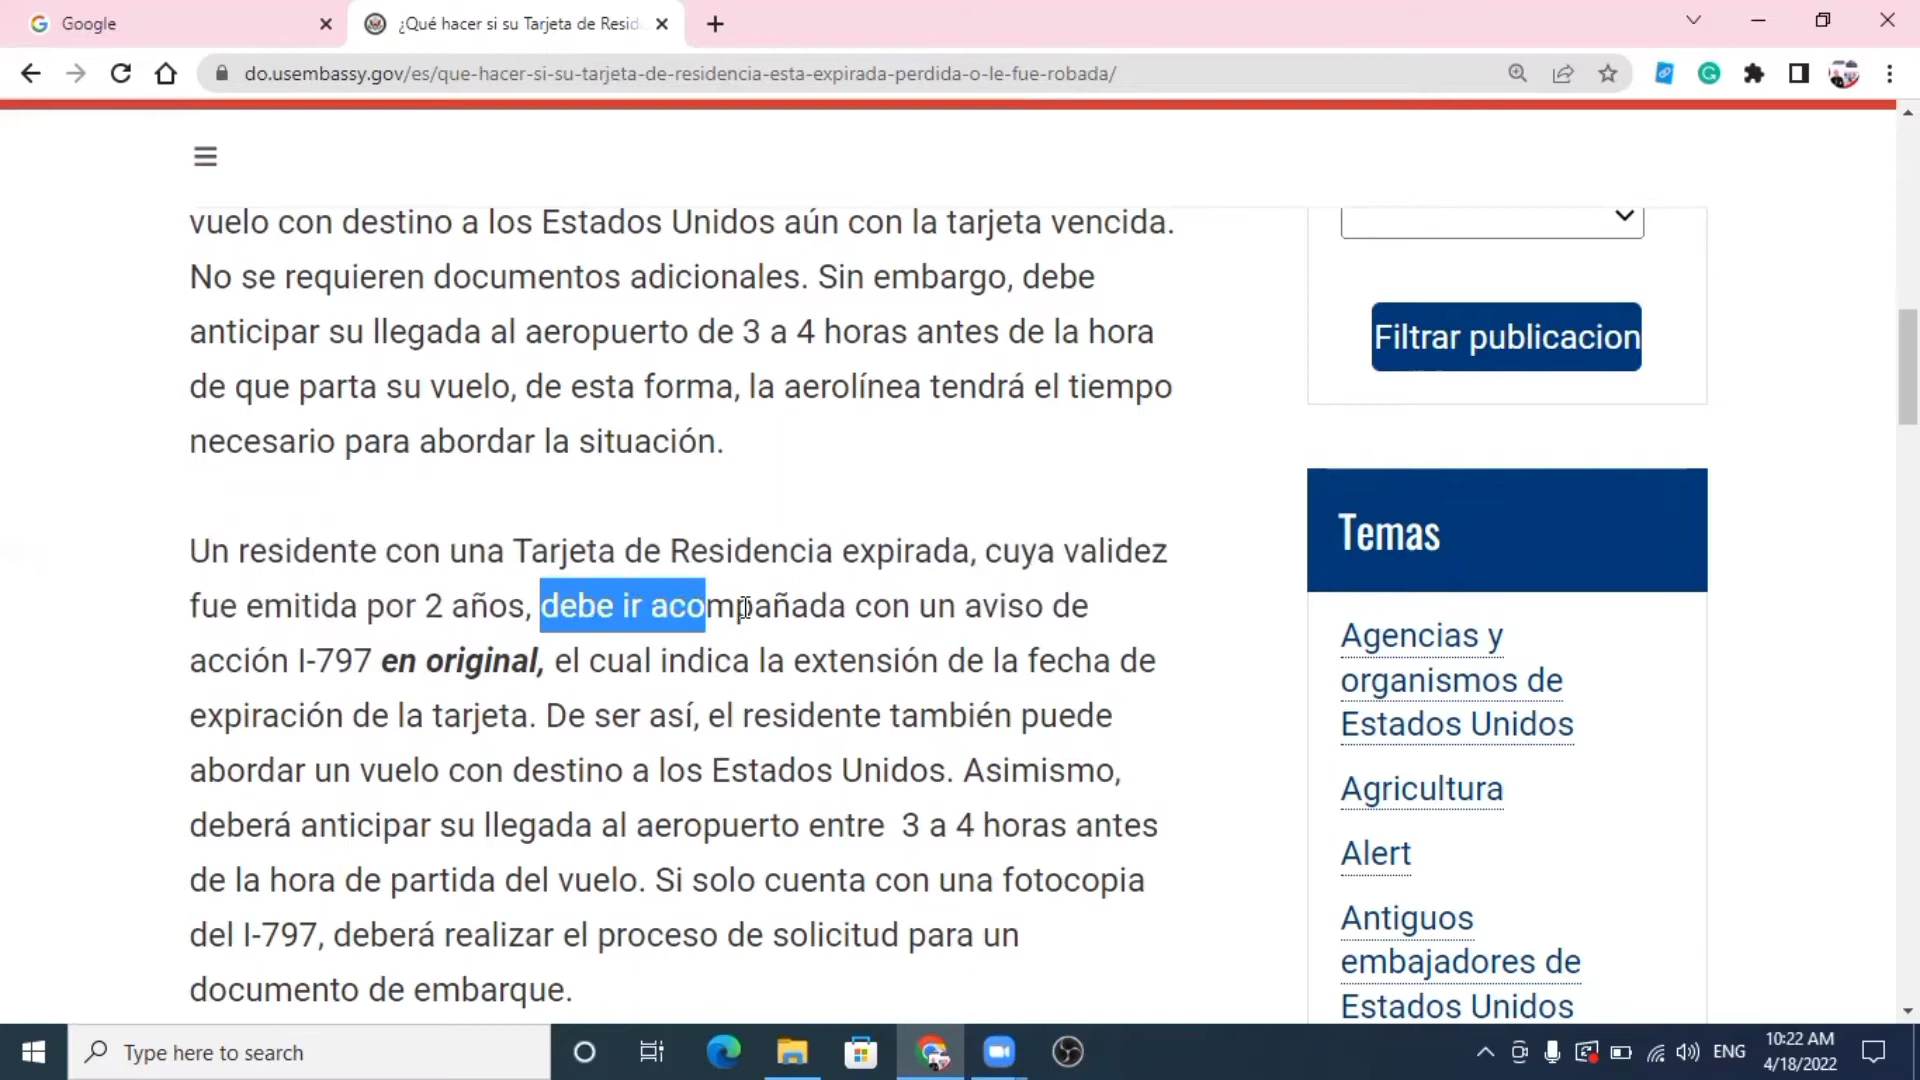 Google
¿Qué hacer si su Tarjeta de Resid
do.usembassy.gov/es/que-hacer-si-su-tarjeta-de-residencia-esta-expirada-perdida-o-le-fue-robada/
vuelo con destino a los Estados Unidos aún con la tarjeta vencida.
No se requieren documentos adicionales. Sin embargo, debe
anticipar su llegada al aeropuerto de 3 a 4 horas antes de la hora
de que parta su vuelo, de esta forma, la aerolínea tendrá el tiempo
necesario para abordar la situación.
Un residente con una Tarjeta de Residencia expirada, cuya validez
fue emitida por 2 años, debe ir acompañada con un aviso de
acción I-797 en original, el cual indica la extensión de la fecha de
expiración de la tarjeta. De ser así, el residente también puede
abordar un vuelo con destino a los Estados Unidos. Asimismo,
deberá anticipar su llegada al aeropuerto entre 3 a 4 horas antes
de la hora de partida del vuelo. Si solo cuenta con una fotocopia
del I-797, deberá realizar el proceso de solicitud para un
documento de embarque.
Filtrar publicacion
Temas
Agencias y
organismos de
Estados Unidos
Agricultura
Alert
Antiguos
embajadores de
Estados Unidos
Type here to search
ENG
10:22 AM
4/18/2022